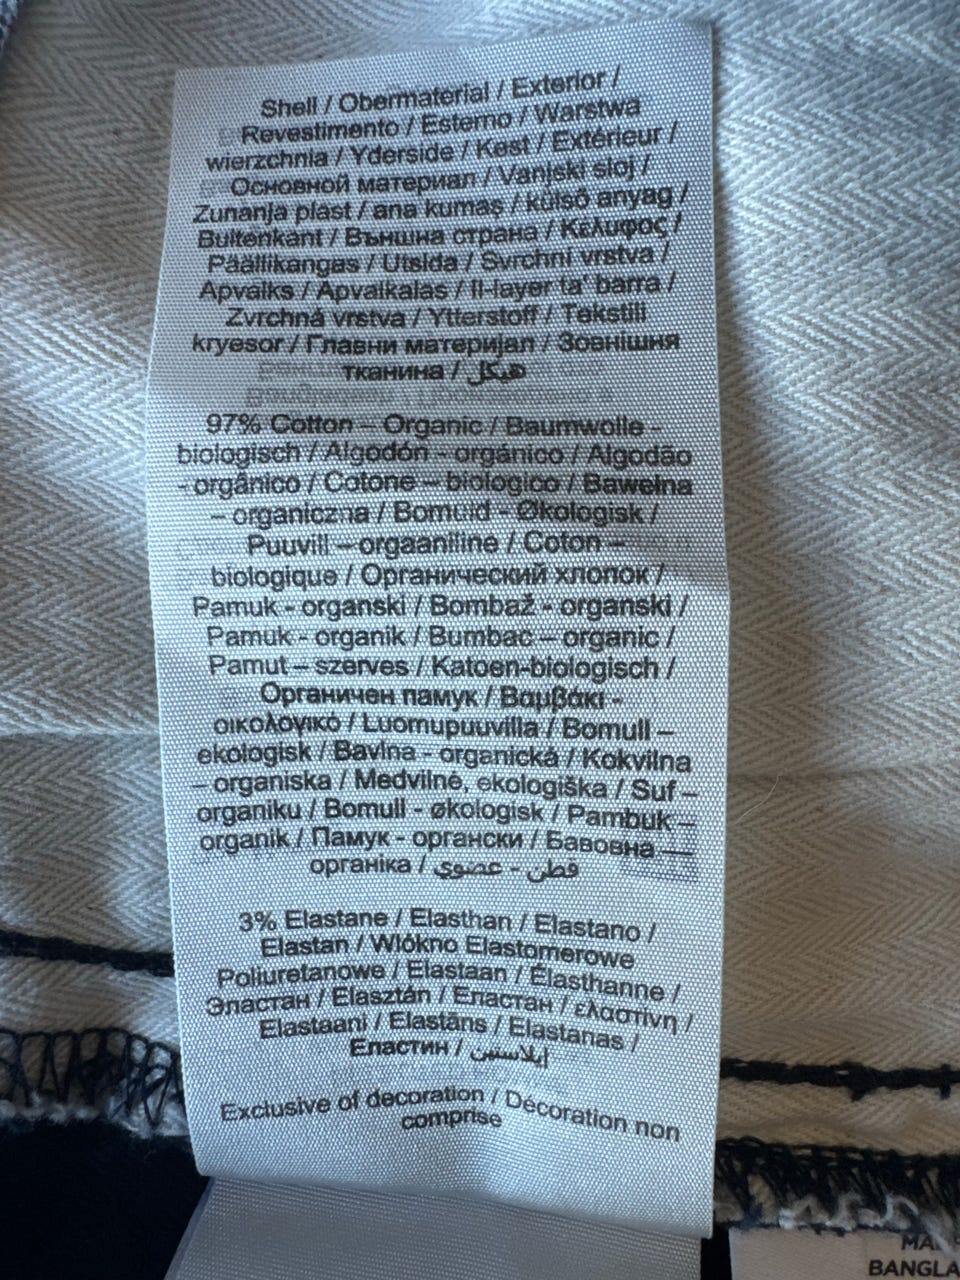 Shell / Obermaterial / Exterior /
Revestimento / Esterno / Warstwa
wierzchnia / Yderside / Kest / Extérieur /
Основной материал / Vanjski sloj /
Zunanja plast / ana kumaş / külső anyag /
Buitenkant / Външна страна / Κέλυφος /
Päällikangas / Utsida / Svrchní vrstva /
Apvalks / Apvalkalas / Il-layer ta' barra /
Zvrchná vrstva / Ytterstoff / Tekstili
kryesor / Главни материјал / Зовнішня
тканина / هيكل
97% Cotton – Organic / Baumwolle -
biologisch / Algodón - orgánico / Algodão
- orgânico / Cotone – biologico / Bawełna
– organiczna / Bomuld - Økologisk /
Puuvill – orgaaniline / Coton –
biologique / Органический хлопок /
Pamuk - organski / Bombaž - organski /
Pamuk - organik / Bumbac – organic /
Pamut – szerves / Katoen-biologisch /
Органичен памук / Βαμβάκι -
οικολογικό / Luomupuuvilla / Bomull –
ekologisk / Bavlna - organická / Kokvilna
– organiska / Medvilnė, ekologiška / Suf –
organiku / Bomull - økologisk / Pambuk –
organik / Памук - органски / Бавовна —
органіка / قطن - عضوي
3% Elastane / Elasthan / Elastano /
Elastan / Włókno Elastomerowe
Poliuretanowe / Elastaan / Élasthanne /
Эластан / Elasztán / Еластан / ελαστίνη /
Elastaani / Elastāns / Elastanas /
Еластин / إيلاستين
Exclusive of decoration / Décoration non
comprise
BANGLA